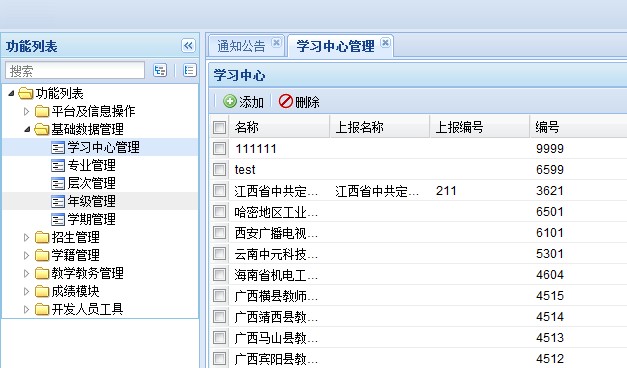 功能列表
通知公告
学习中心管理
搜索
学习中心
添加
删除
功能列表
平台及信息操作
基础数据管理
学习中心管理
专业管理
层次管理
年级管理
学期管理
招生管理
学籍管理
教学教务管理
成绩模块
开发人员工具
名称 上报名称 上报编号 编号
111111 9999
test 6599
江西省中共定... 江西省中共定... 211 3621
哈密地区工业... 6501
西安广播电视... 6101
云南中元科技... 5301
海南省机电工... 4604
广西横县教师... 4515
广西靖西县教... 4514
广西马山县教... 4513
广西宾阳县教... 4512